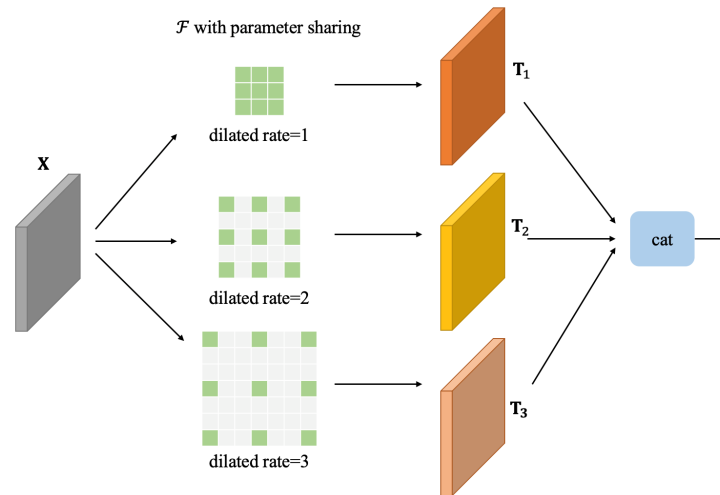 ℱ with parameter sharing
T₁
dilated rate=1
X
T₂
cat
dilated rate=2
T₃
dilated rate=3